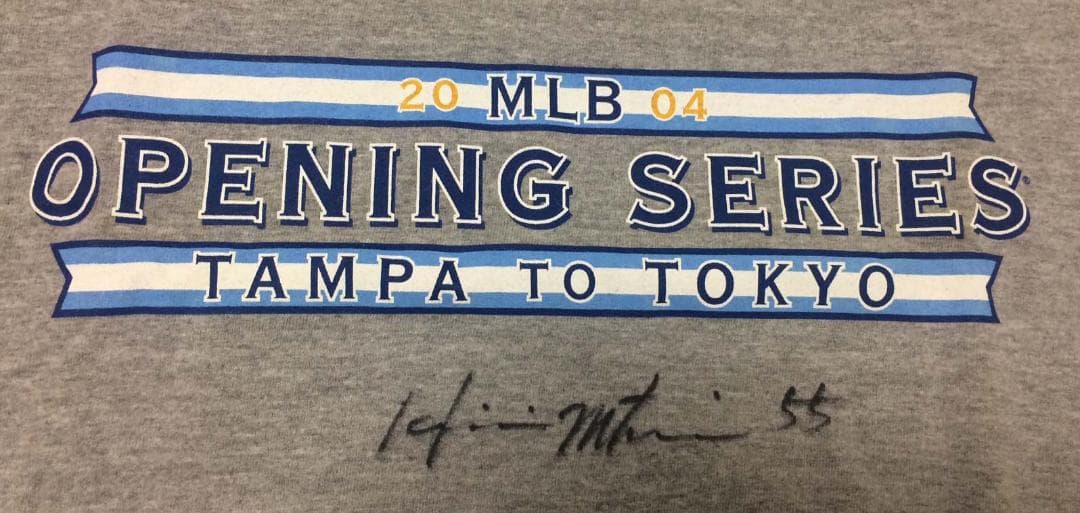 20 MLB 04
OPENING SERIES®
TAMPA TO TOKYO
55